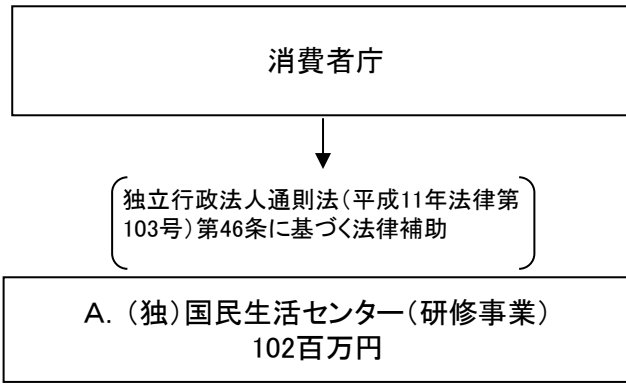 消費者庁
独立行政法人通則法（平成11年法律第
103号）第46条に基づく法律補助
A. （独）国民生活センター（研修事業）
102百万円